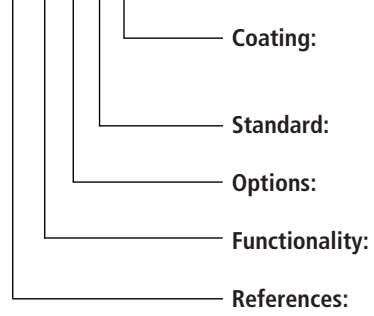 Coating:
Standard:
Options:
Functionality:
References: